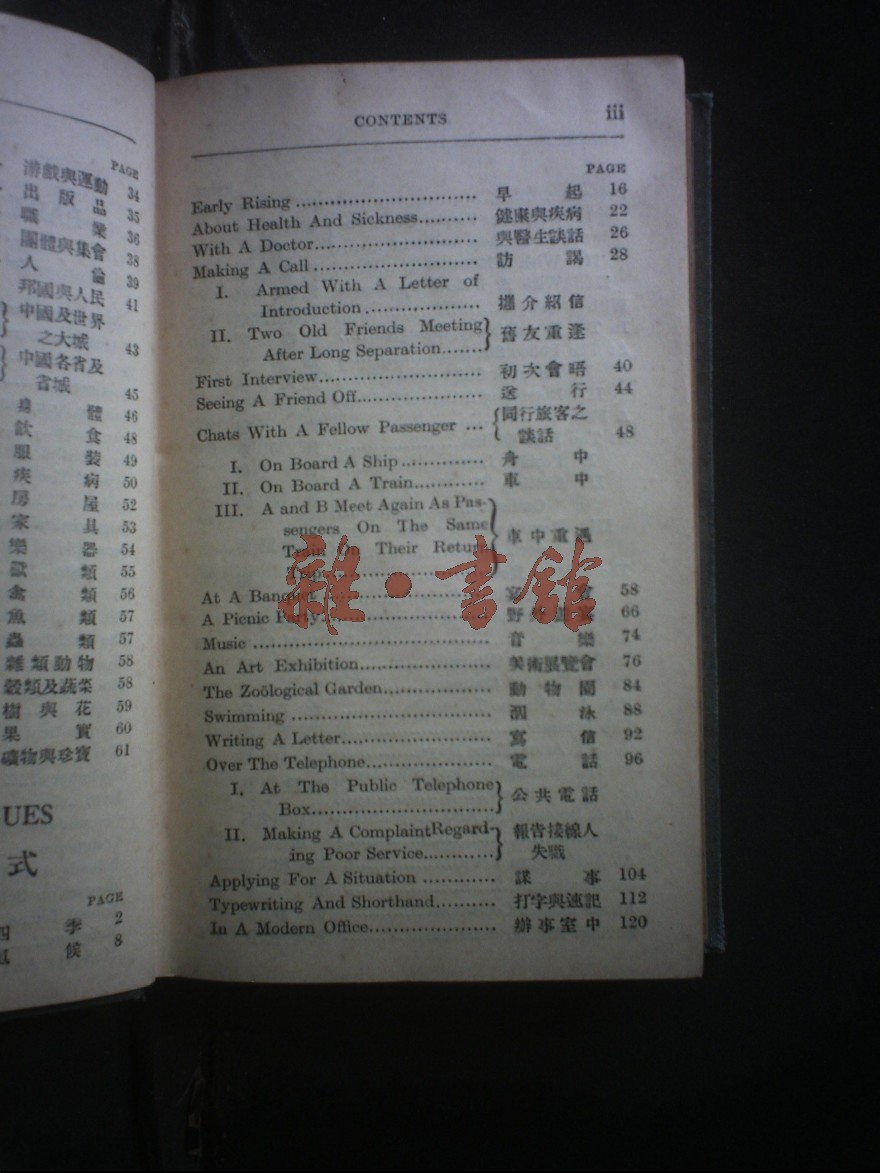 PAGE
游戲與運動 34
出版品 35
職業 36
團體與集會 38
人倫 39
邦國與人民 41
中國及世界
之大城 43
中國各省及
省城 45
身體 46
飲食 48
服裝 49
疾病 50
房屋 52
家具 53
樂器 54
獸類 55
禽類 56
魚類 57
蟲類 57
雜類動物 58
穀類及蔬菜 58
樹與花 59
果實 60
礦物與珍寶 61
UES
式
PAGE
四季 2
候 8
CONTENTS iii
PAGE
Early Rising 早起 16
About Health And Sickness 健康與疾病 22
With A Doctor 與醫生談話 26
Making A Call 訪謁 28
I. Armed With A Letter of
Introduction 攜介紹信
II. Two Old Friends Meeting
After Long Separation 舊友重逢
First Interview 初次會晤 40
Seeing A Friend Off 送行 44
Chats With A Fellow Passenger 同行旅客之
談話 48
I. On Board A Ship 舟中
II. On Board A Train 車中
III. A and B Meet Again As Pas-
sengers On The Same
Train On Their Return
Trip 車中重遇
At A Banquet 宴會 58
A Picnic Party 66
Music 音樂 74
An Art Exhibition 美術展覽會 76
The Zoölogical Garden 動物園 84
Swimming 泅泳 88
Writing A Letter 寫信 92
Over The Telephone 電話 96
I. At The Public Telephone
Box 公共電話
II. Making A Complaint Regard-
ing Poor Service 報告接線人
失職
Applying For A Situation 謀事 104
Typewriting And Shorthand 打字與速記 112
In A Modern Office 辦事室中 120
雜·書館